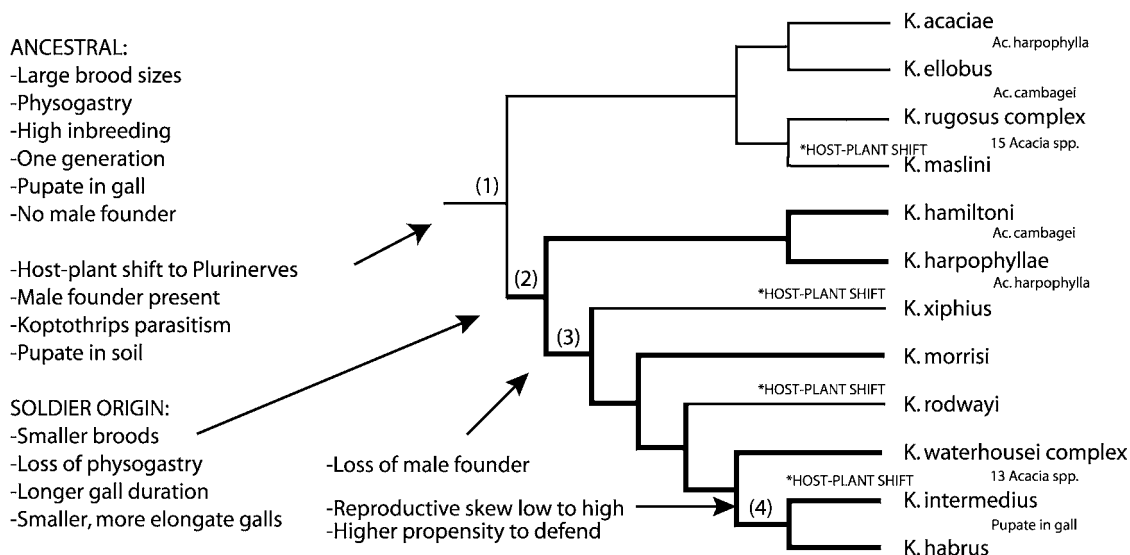 ANCESTRAL:
-Large brood sizes
-Physogastry
-High inbreeding
-One generation
-Pupate in gall
-No male founder
-Host-plant shift to Plurinerves
-Male founder present
-Koptothrips parasitism
-Pupate in soil
SOLDIER ORIGIN:
-Smaller broods
-Loss of physogastry
-Longer gall duration
-Smaller, more elongate galls
-Loss of male founder
-Reproductive skew low to high
-Higher propensity to defend
(1)
(2)
(3)
(4)
K. acaciae
Ac. harpophylla
K. ellobus
Ac. cambagei
K. rugosus complex
15 Acacia spp.
*HOST-PLANT SHIFT
K. maslini
K. hamiltoni
Ac. cambagei
K. harpophyllae
Ac. harpophylla
*HOST-PLANT SHIFT
K. xiphius
K. morrisi
*HOST-PLANT SHIFT
K. rodwayi
K. waterhousei complex
13 Acacia spp.
*HOST-PLANT SHIFT
K. intermedius
Pupate in gall
K. habrus